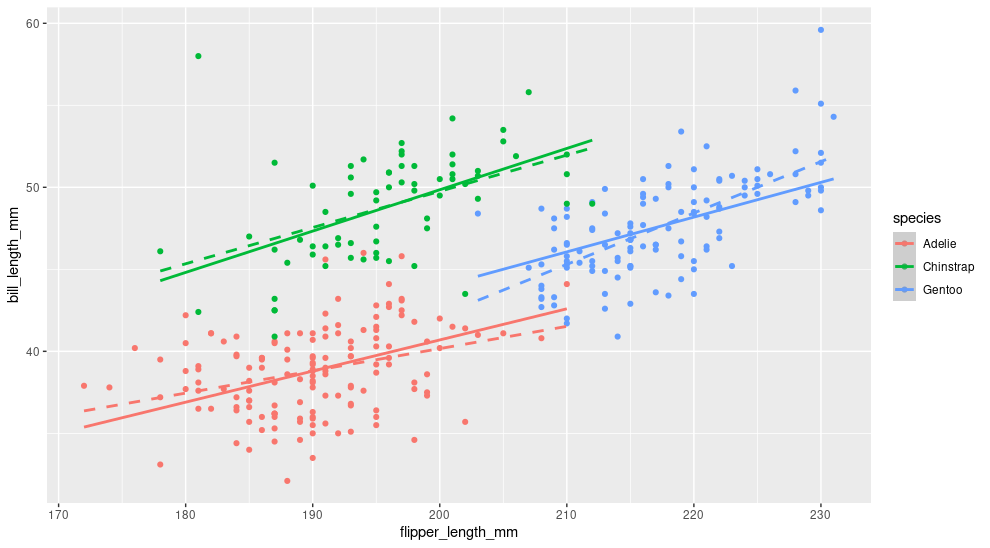 60
50
40
bill_length_mm
170 180 190 200 210 220 230
flipper_length_mm
species
Adelie
Chinstrap
Gentoo